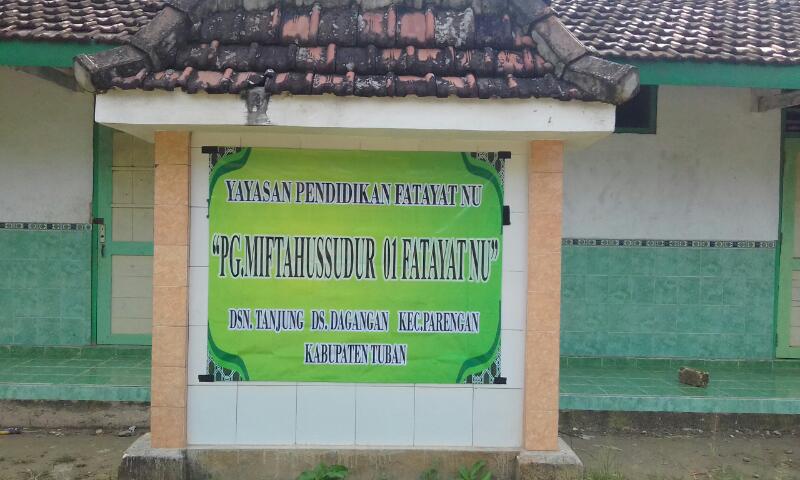 YAYASAN PENDIDIKAN FATAYAT NU
“PG.MIFTAHUSSUDUR 01 FATAYAT NU”
DSN. TANJUNG DS. DAGANGAN KEC.PARENGAN
KABUPATEN TUBAN